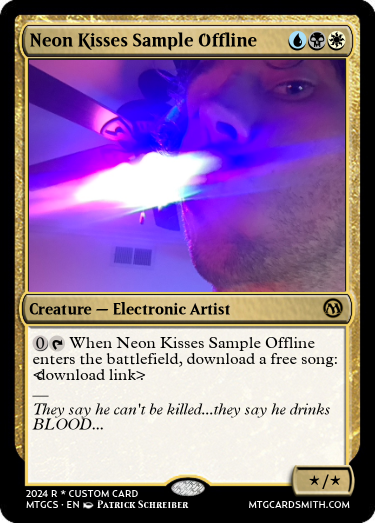 Neon Kisses Sample Offline
Creature — Electronic Artist
0 When Neon Kisses Sample Offline
enters the battlefield, download a free song:
<download link>
—
They say he can't be killed...they say he drinks
BLOOD...
★/★
2024 R * CUSTOM CARD
MTGCS · EN Patrick Schreiber
MTGCARDSMITH.COM